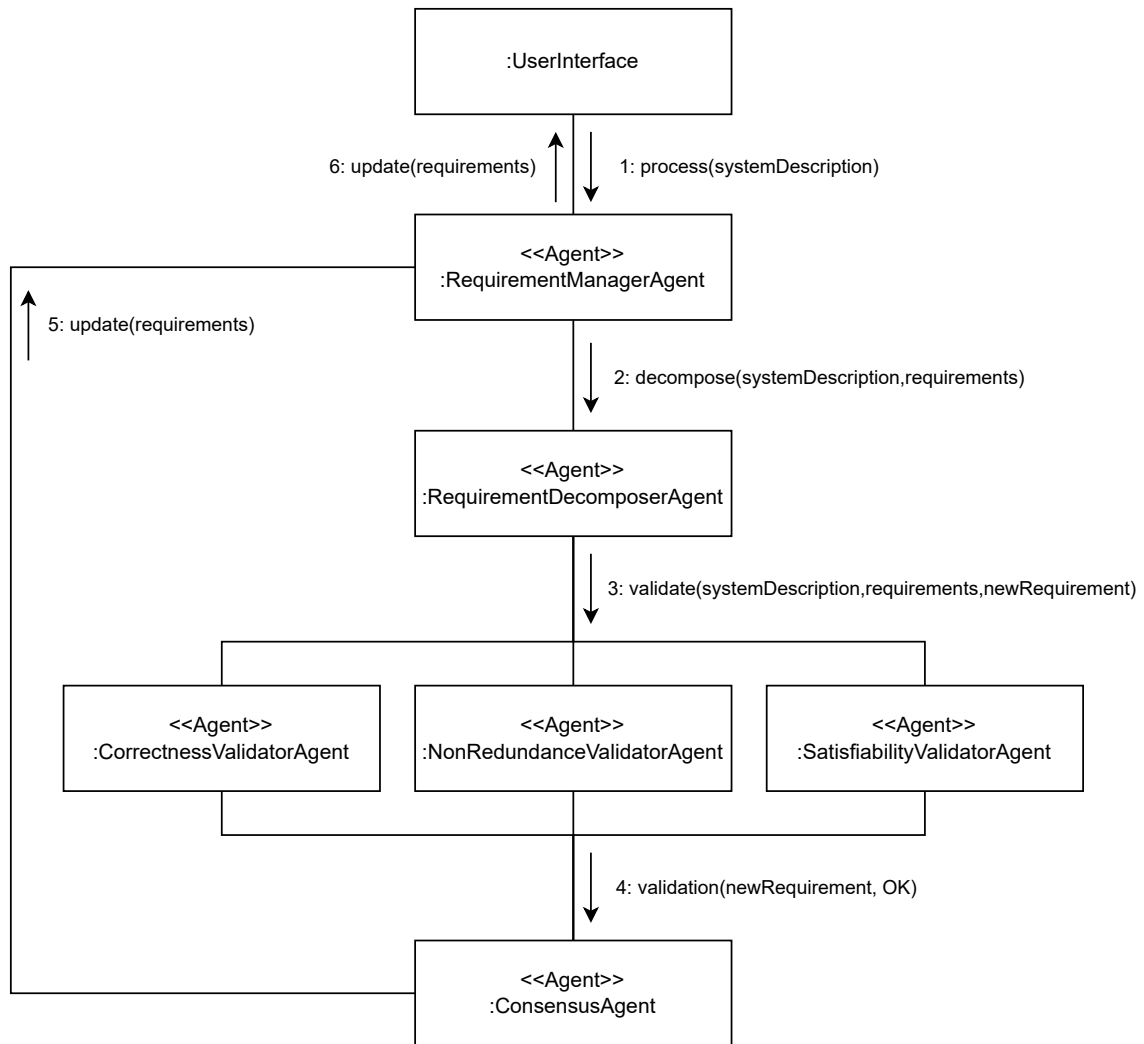 :UserInterface
6: update(requirements)
1: process(systemDescription)
<<Agent>>
:RequirementManagerAgent
5: update(requirements)
2: decompose(systemDescription,requirements)
<<Agent>>
:RequirementDecomposerAgent
3: validate(systemDescription,requirements,newRequirement)
<<Agent>>
:CorrectnessValidatorAgent
<<Agent>>
:NonRedundanceValidatorAgent
<<Agent>>
:SatisfiabilityValidatorAgent
4: validation(newRequirement, OK)
<<Agent>>
:ConsensusAgent